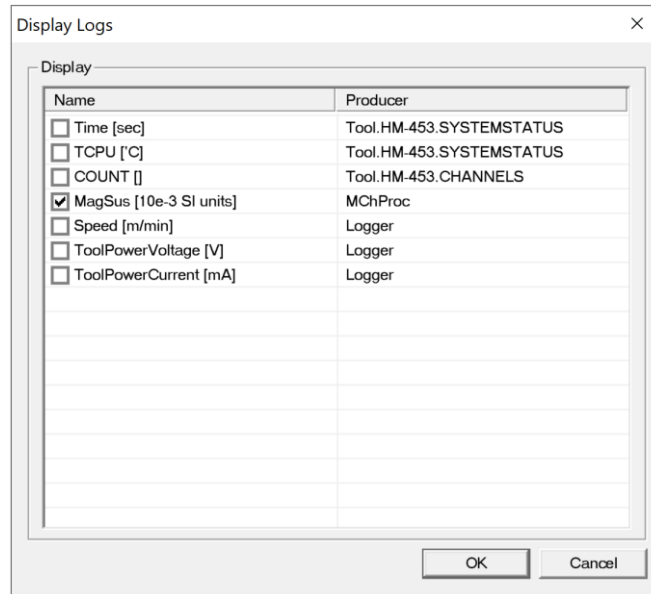 Display Logs
Display
Name Producer
Time [sec] Tool.HM-453.SYSTEMSTATUS
TCPU ['C] Tool.HM-453.SYSTEMSTATUS
COUNT [] Tool.HM-453.CHANNELS
MagSus [10e-3 SI units] MChProc
Speed [m/min] Logger
ToolPowerVoltage [V] Logger
ToolPowerCurrent [mA] Logger
OK Cancel